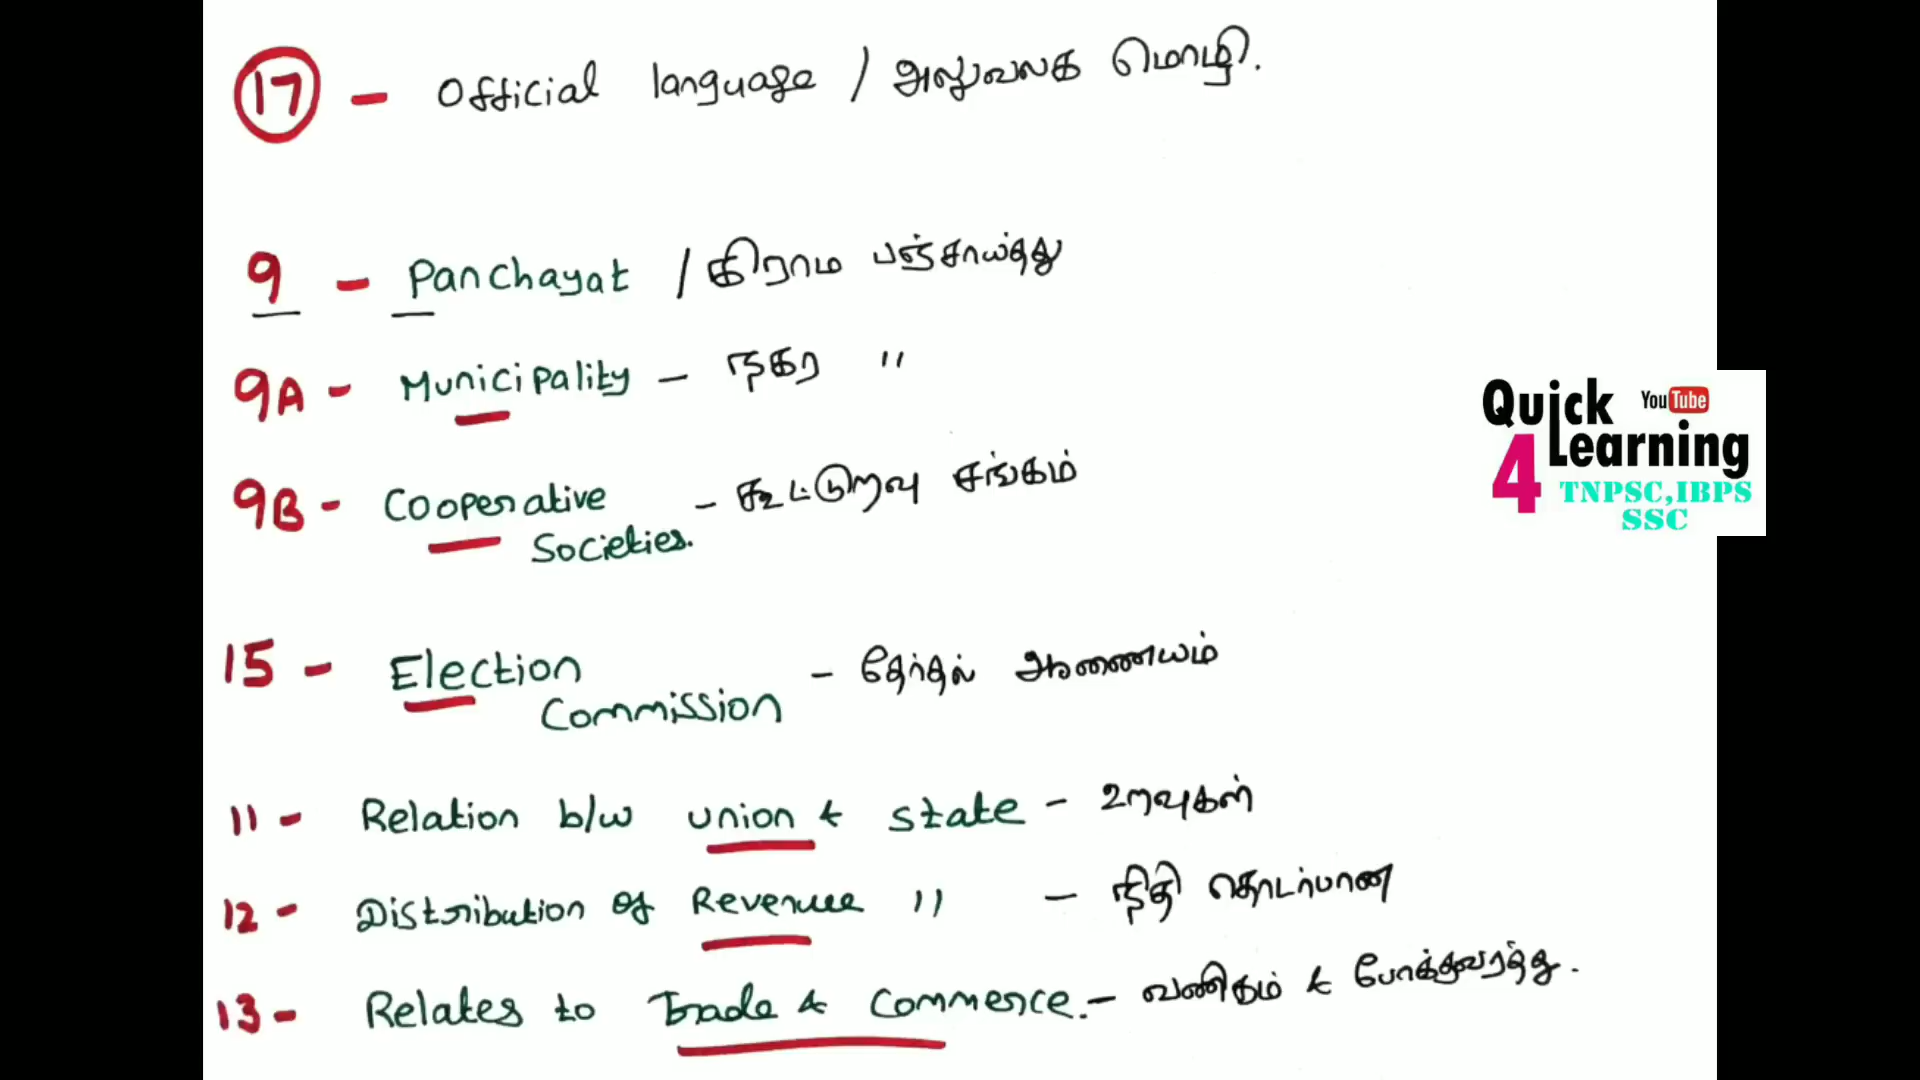 17 - Official language / அலுவலக மொழி.
9 - Panchayat / கிராம பஞ்சாய்த்து
9A - Municipality - நகர "
9B - Cooperative - கூட்டுறவு சங்கம்
Societies.
15 - Election - தேர்தல் ஆணையம்
Commission
11 - Relation b/w union & state - உறவுகள்
12 - Distribution of Revenue " - நிதி தொடர்பான
13 - Relates to Trade & Commerce. - வணிகம் & போக்குவரத்து.
Quick YouTube
4 Learning
TNPSC,IBPS
SSC